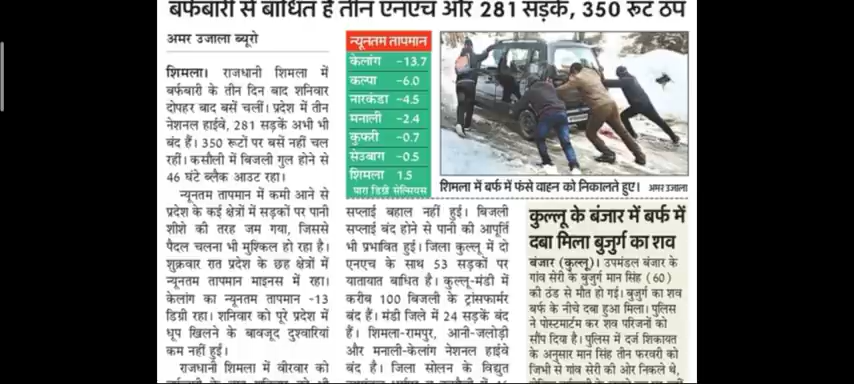 बर्फबारी से बाधित हैं तीन एनएच और 281 सड़कें, 350 रूट ठप
अमर उजाला ब्यूरो
शिमला। राजधानी शिमला में
बर्फबारी के तीन दिन बाद शनिवार
दोपहर बाद बसें चलीं। प्रदेश में तीन
नेशनल हाईवे, 281 सड़कें अभी भी
बंद हैं। 350 रूटों पर बसें नहीं चल
रहीं। कसौली में बिजली गुल होने से
46 घंटे ब्लैक आउट रहा।
न्यूनतम तापमान में कमी आने से
प्रदेश के कई क्षेत्रों में सड़कों पर पानी
शीशे की तरह जम गया, जिससे
पैदल चलना भी मुश्किल हो रहा है।
शुक्रवार रात प्रदेश के छह क्षेत्रों में
न्यूनतम तापमान माइनस में रहा।
केलांग का न्यूनतम तापमान -13
डिग्री रहा। शनिवार को पूरे प्रदेश में
धूप खिलने के बावजूद दुश्वारियां
कम नहीं हुईं।
राजधानी शिमला में वीरवार को
न्यूनतम तापमान
केलांग -13.7
कल्पा -6.0
नारकंडा -4.5
मनाली -2.4
कुफरी -0.7
सेउबाग -0.5
शिमला 1.5
पारा डिग्री सेल्सियस
शिमला में बर्फ में फंसे वाहन को निकालते हुए। अमर उजाला
सप्लाई बहाल नहीं हुई। बिजली
सप्लाई बंद होने से पानी की आपूर्ति
भी प्रभावित हुई। जिला कुल्लू में दो
एनएच के साथ 53 सड़कों पर
यातायात बाधित है। कुल्लू-मंडी में
करीब 100 बिजली के ट्रांसफार्मर
बंद हैं। मंडी जिले में 24 सड़कें बंद
हैं। शिमला-रामपुर, आनी-जलोड़ी
और मनाली-केलांग नेशनल हाईवे
बंद है। जिला सोलन के विद्युत
कुल्लू के बंजार में बर्फ में
दबा मिला बुजुर्ग का शव
बंजार (कुल्लू)। उपमंडल बंजार के
गांव सेरी के बुजुर्ग मान सिंह (60)
की ठंड से मौत हो गई। बुजुर्ग का शव
बर्फ के नीचे दबा हुआ मिला। पुलिस
ने पोस्टमार्टम कर शव परिजनों को
सौंप दिया है। पुलिस में दर्ज शिकायत
के अनुसार मान सिंह तीन फरवरी को
जिभी से गांव सेरी की ओर निकले थे,